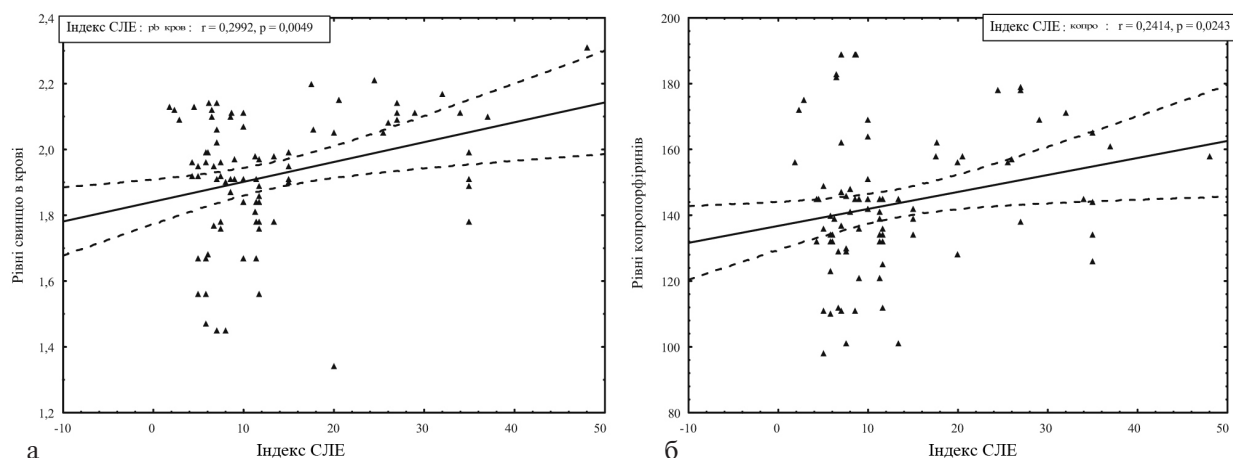 Індекс СЛЕ: рb кров: r = 0,2992, p = 0,0049
2,4
2,2
2,0
1,8
1,6
1,4
1,2
Рівні свинцю в крові
-10 0 10 20 30 40 50
Індекс СЛЕ
а
Індекс СЛЕ: копро : r = 0,2414, p = 0,0243
200
180
160
140
120
100
80
Рівні копропорфіринів
-10 0 10 20 30 40 50
Індекс СЛЕ
б